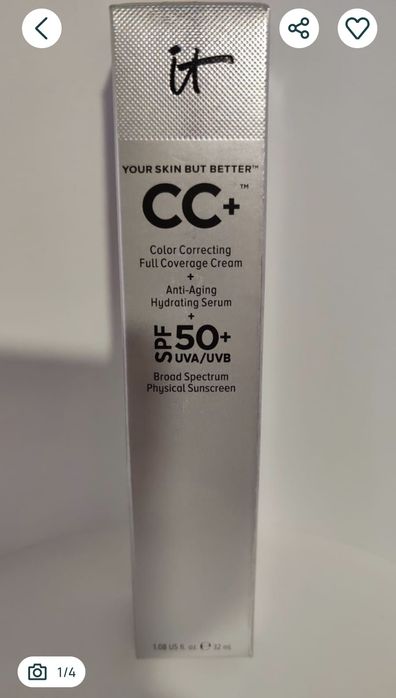 it
YOUR SKIN BUT BETTER™
CC+™
Color Correcting
Full Coverage Cream
+
Anti-Aging
Hydrating Serum
+
SPF 50+
UVA/UVB
Broad Spectrum
Physical Sunscreen
1.08 US fl. oz ℮ 32 mL
1/4